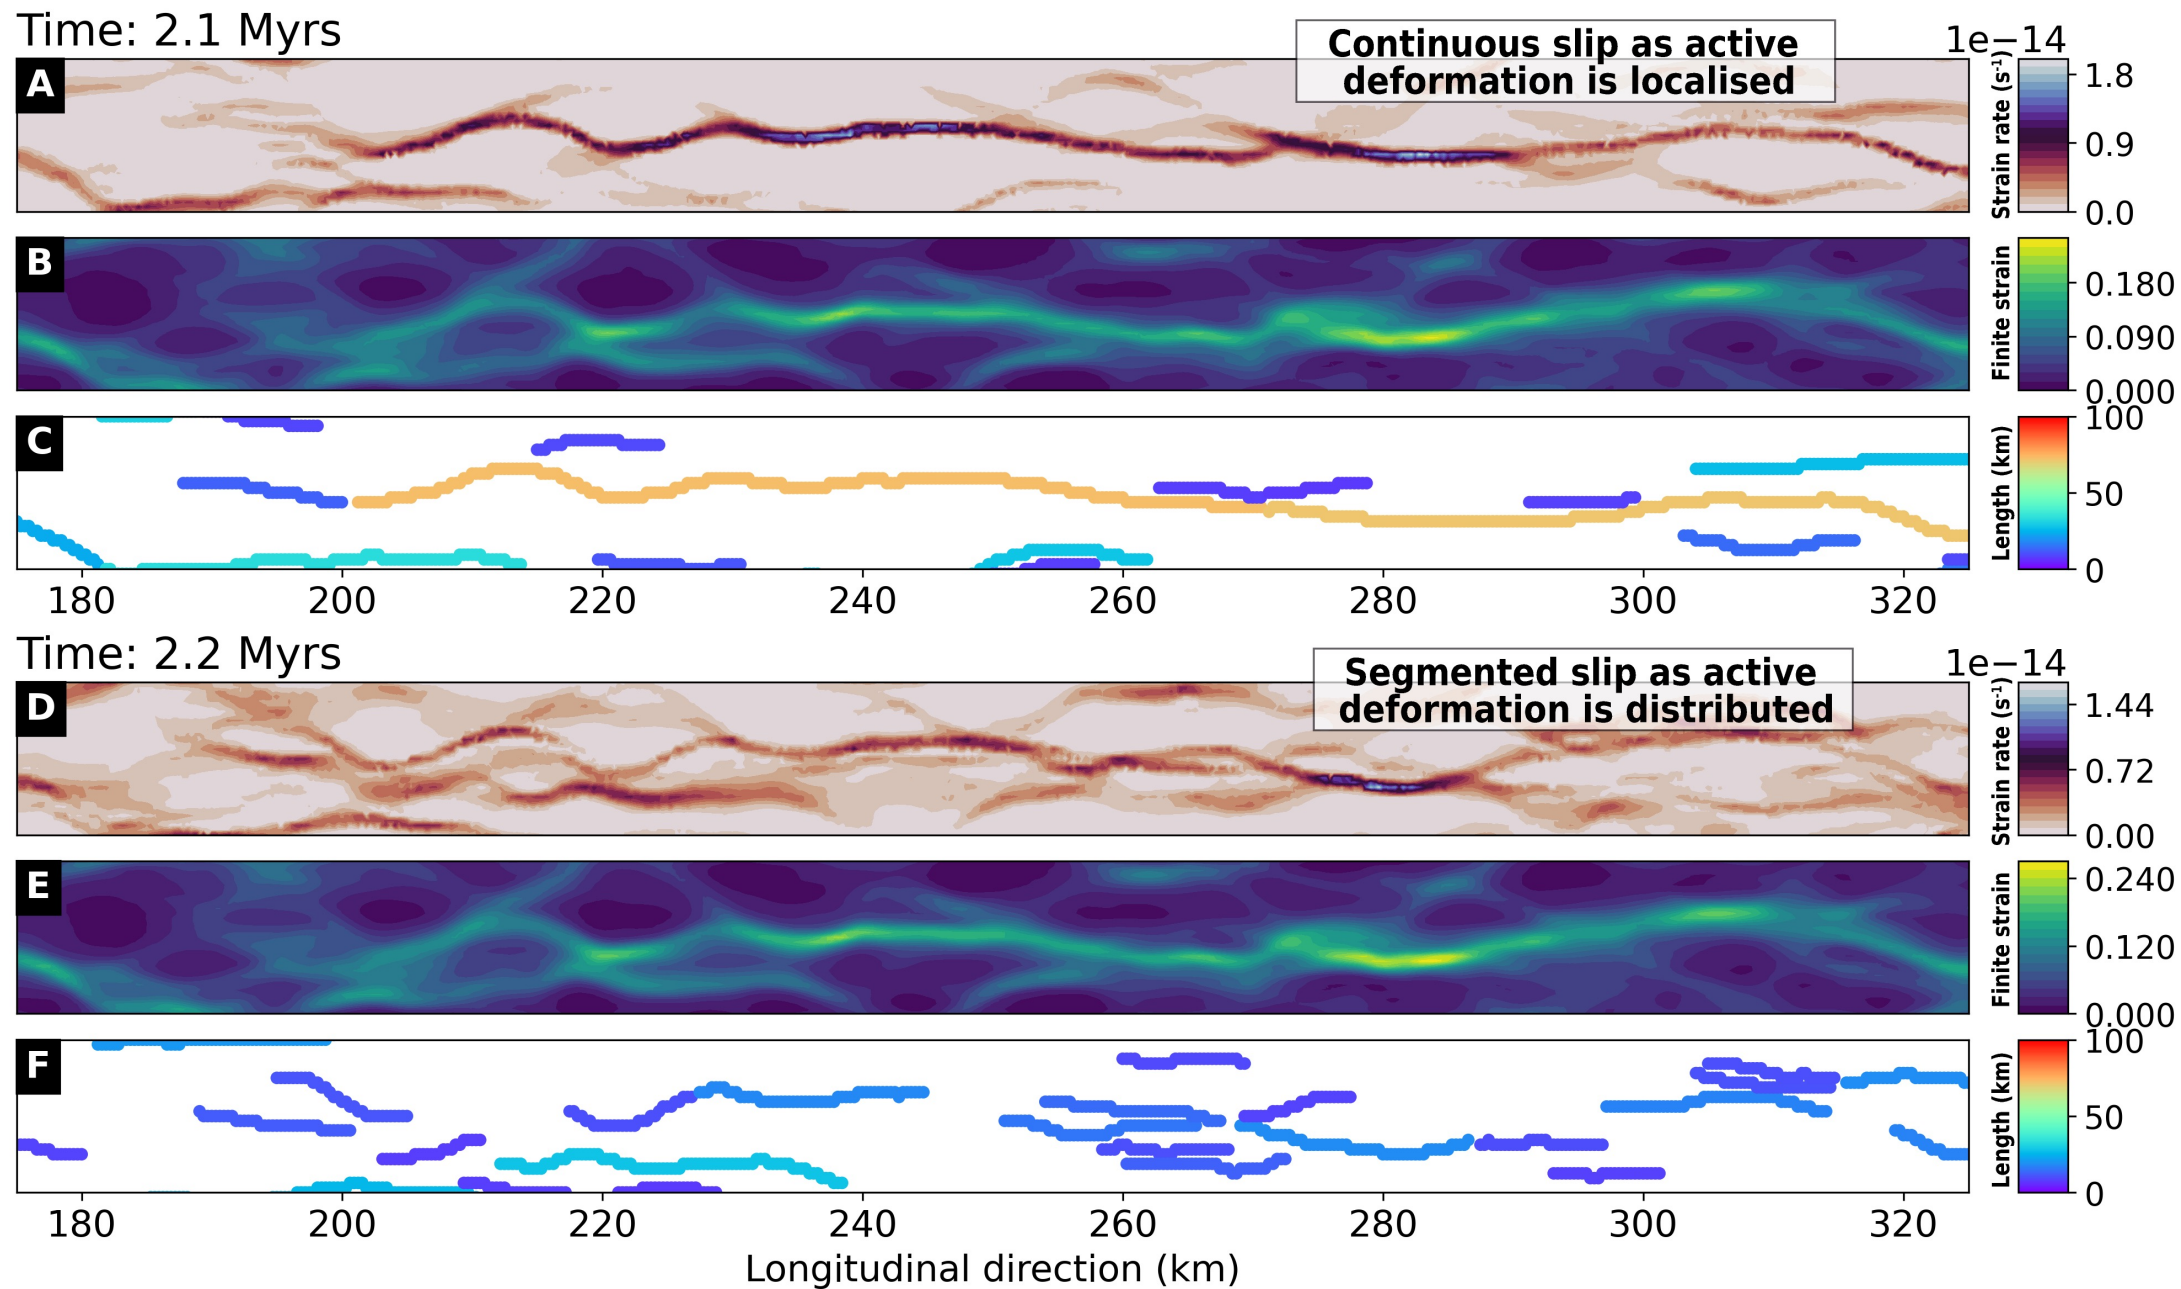 Time: 2.1 Myrs
Continuous slip as active
deformation is localised
1e−14
A
Strain rate (s⁻¹)
1.8
0.9
0.0
B
Finite strain
0.180
0.090
0.000
C
Length (km)
100
50
0
180 200 220 240 260 280 300 320
Time: 2.2 Myrs
Segmented slip as active
deformation is distributed
1e−14
D
Strain rate (s⁻¹)
1.44
0.72
0.00
E
Finite strain
0.240
0.120
0.000
F
Length (km)
100
50
0
180 200 220 240 260 280 300 320
Longitudinal direction (km)